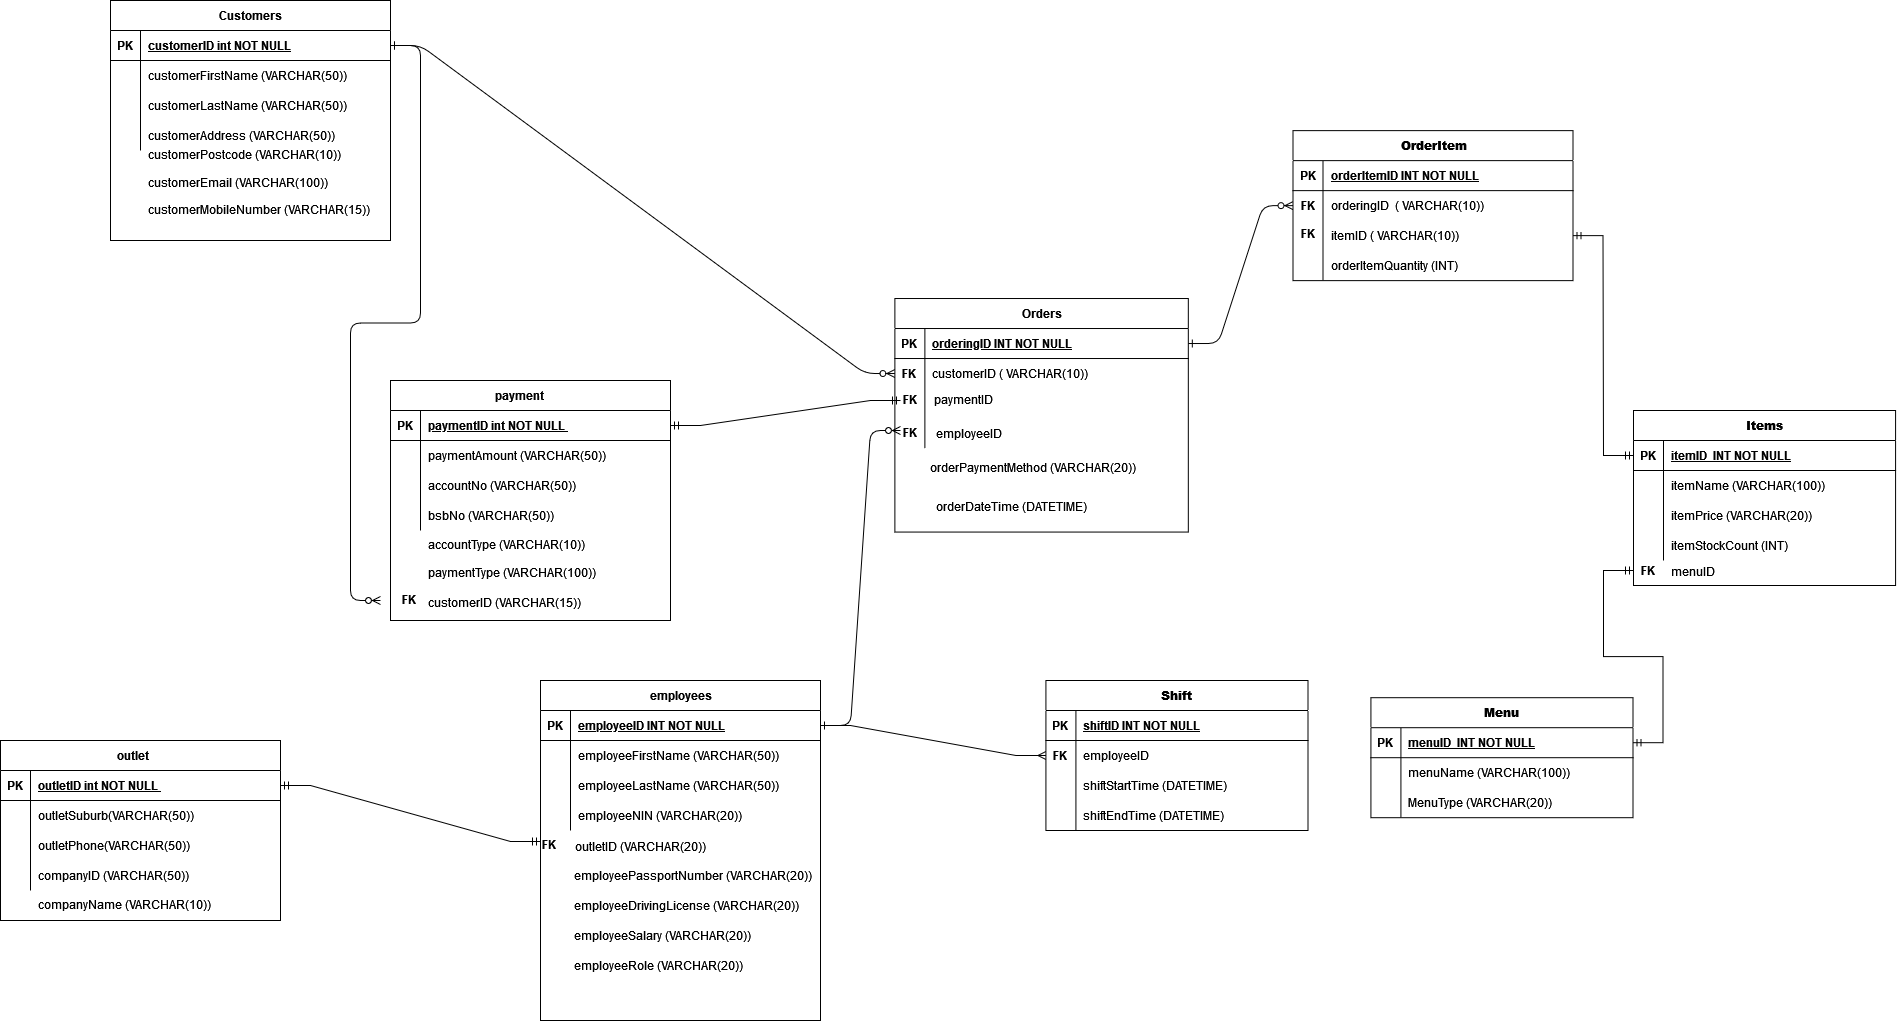 Customers
PK customerID int NOT NULL
customerFirstName (VARCHAR(50))
customerLastName (VARCHAR(50))
customerAddress (VARCHAR(50))
customerPostcode (VARCHAR(10))
customerEmail (VARCHAR(100))
customerMobileNumber (VARCHAR(15))
OrderItem
PK orderItemID INT NOT NULL
FK orderingID ( VARCHAR(10))
FK itemID ( VARCHAR(10))
orderItemQuantity (INT)
Orders
PK orderingID INT NOT NULL
FK customerID ( VARCHAR(10))
FK paymentID
FK employeeID
orderPaymentMethod (VARCHAR(20))
orderDateTime (DATETIME)
payment
PK paymentID int NOT NULL
paymentAmount (VARCHAR(50))
accountNo (VARCHAR(50))
bsbNo (VARCHAR(50))
accountType (VARCHAR(10))
paymentType (VARCHAR(100))
FK customerID (VARCHAR(15))
Items
PK itemID INT NOT NULL
itemName (VARCHAR(100))
itemPrice (VARCHAR(20))
itemStockCount (INT)
FK menuID
employees
PK employeeID INT NOT NULL
employeeFirstName (VARCHAR(50))
employeeLastName (VARCHAR(50))
employeeNIN (VARCHAR(20))
FK outletID (VARCHAR(20))
employeePassportNumber (VARCHAR(20))
employeeDrivingLicense (VARCHAR(20))
employeeSalary (VARCHAR(20))
employeeRole (VARCHAR(20))
Shift
PK shiftID INT NOT NULL
FK employeeID
shiftStartTime (DATETIME)
shiftEndTime (DATETIME)
Menu
PK menuID INT NOT NULL
menuName (VARCHAR(100))
MenuType (VARCHAR(20))
outlet
PK outletID int NOT NULL
outletSuburb(VARCHAR(50))
outletPhone(VARCHAR(50))
companyID (VARCHAR(50))
companyName (VARCHAR(10))